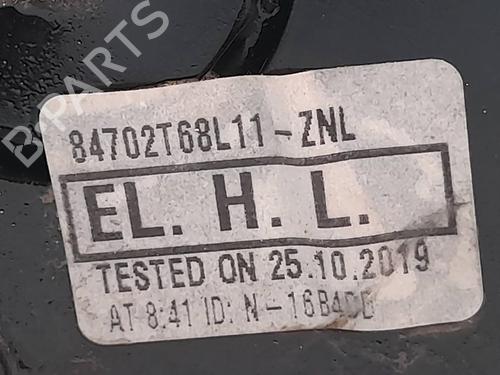 B-PARTS
84702T68L11-ZNL
EL. H. L.
TESTED ON 25.10.2019
AT 8:41 ID: N-16B4DD